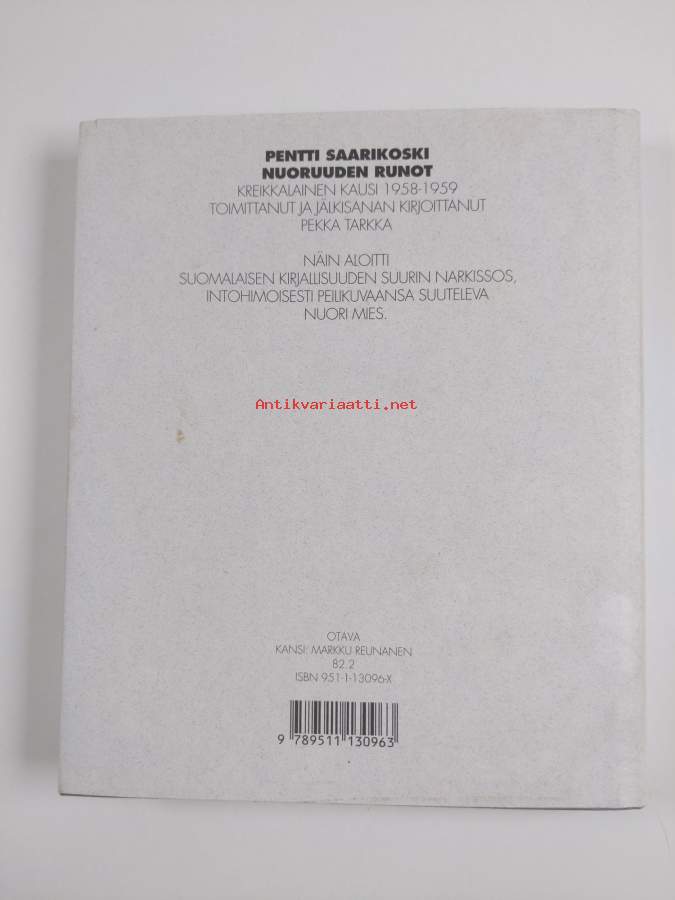 PENTTI SAARIKOSKI
NUORUUDEN RUNOT
KREIKKALAINEN KAUSI 1958-1959
TOIMITTANUT JA JÄLKISANAN KIRJOITTANUT
PEKKA TARKKA
NÄIN ALOITTI
SUOMALAISEN KIRJALLISUUDEN SUURIN NARKISSOS,
INTOHIMOISESTI PEILIKUVAANSA SUUTELEVA
NUORI MIES.
Antikvariaatti.net
OTAVA
KANSI: MARKKU REUNANEN
82.2
ISBN 951-1-13096-X
9 789511 130963